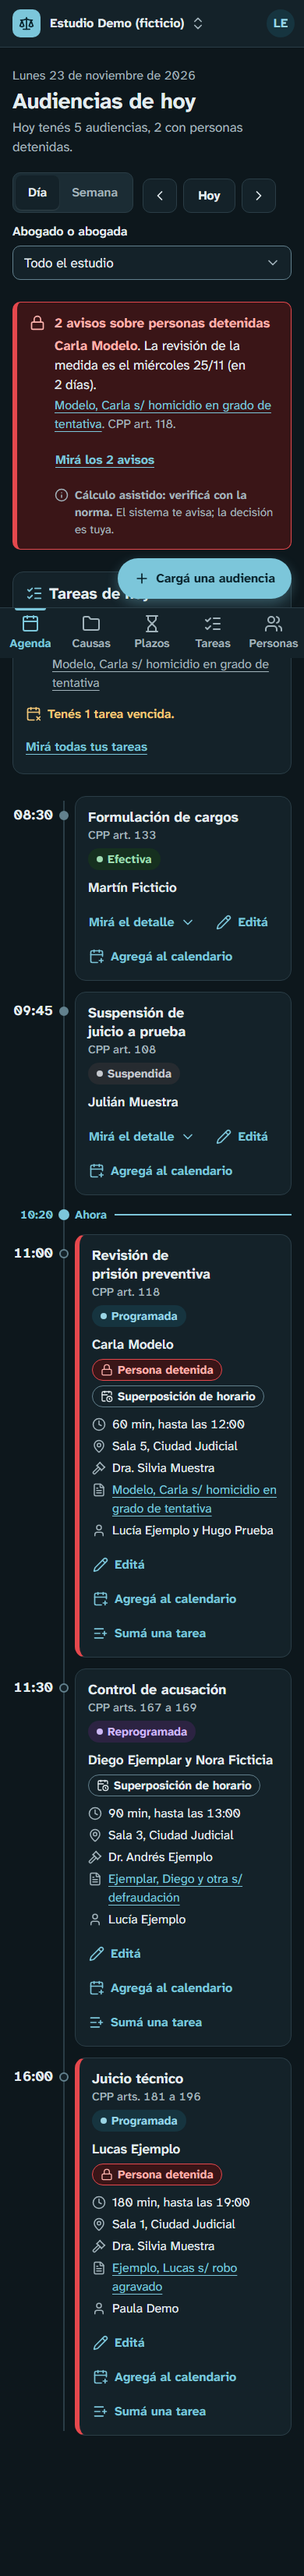 Estudio Demo (ficticio)
LE
Lunes 23 de noviembre de 2026
Audiencias de hoy
Hoy tenés 5 audiencias, 2 con personas
detenidas.
Día
Semana
Hoy
Abogado o abogada
Todo el estudio
2 avisos sobre personas detenidas
Carla Modelo. La revisión de la
medida es el miércoles 25/11 (en
2 días).
Modelo, Carla s/ homicidio en grado de
tentativa. CPP art. 118.
Mirá los 2 avisos
Cálculo asistido: verificá con la
norma. El sistema te avisa; la decisión
es tuya.
Cargá una audiencia
Tareas de
Agenda
Causas
Plazos
Tareas
Personas
Modelo, Carla s/ homicidio en grado de
tentativa
Tenés 1 tarea vencida.
Mirá todas tus tareas
08:30
Formulación de cargos
CPP art. 133
Efectiva
Martín Ficticio
Mirá el detalle
Editá
Agregá al calendario
09:45
Suspensión de
juicio a prueba
CPP art. 108
Suspendida
Julián Muestra
Mirá el detalle
Editá
Agregá al calendario
10:20 Ahora
11:00
Revisión de
prisión preventiva
CPP art. 118
Programada
Carla Modelo
Persona detenida
Superposición de horario
60 min, hasta las 12:00
Sala 5, Ciudad Judicial
Dra. Silvia Muestra
Modelo, Carla s/ homicidio en
grado de tentativa
Lucía Ejemplo y Hugo Prueba
Editá
Agregá al calendario
Sumá una tarea
11:30
Control de acusación
CPP arts. 167 a 169
Reprogramada
Diego Ejemplar y Nora Ficticia
Superposición de horario
90 min, hasta las 13:00
Sala 3, Ciudad Judicial
Dr. Andrés Ejemplo
Ejemplar, Diego y otra s/
defraudación
Lucía Ejemplo
Editá
Agregá al calendario
Sumá una tarea
16:00
Juicio técnico
CPP arts. 181 a 196
Programada
Lucas Ejemplo
Persona detenida
180 min, hasta las 19:00
Sala 1, Ciudad Judicial
Dra. Silvia Muestra
Ejemplo, Lucas s/ robo
agravado
Paula Demo
Editá
Agregá al calendario
Sumá una tarea